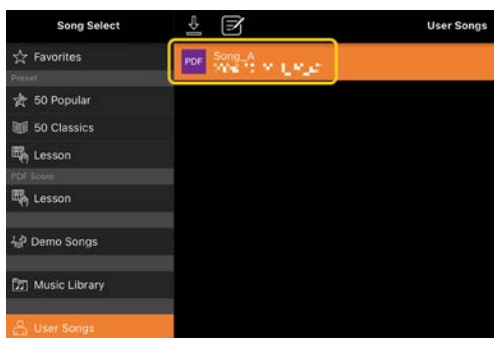 Song Select
User Songs
Favorites
PDF
Song_A
Preset
50 Popular
50 Classics
Lesson
PDF Score
Lesson
Demo Songs
Music Library
User Songs